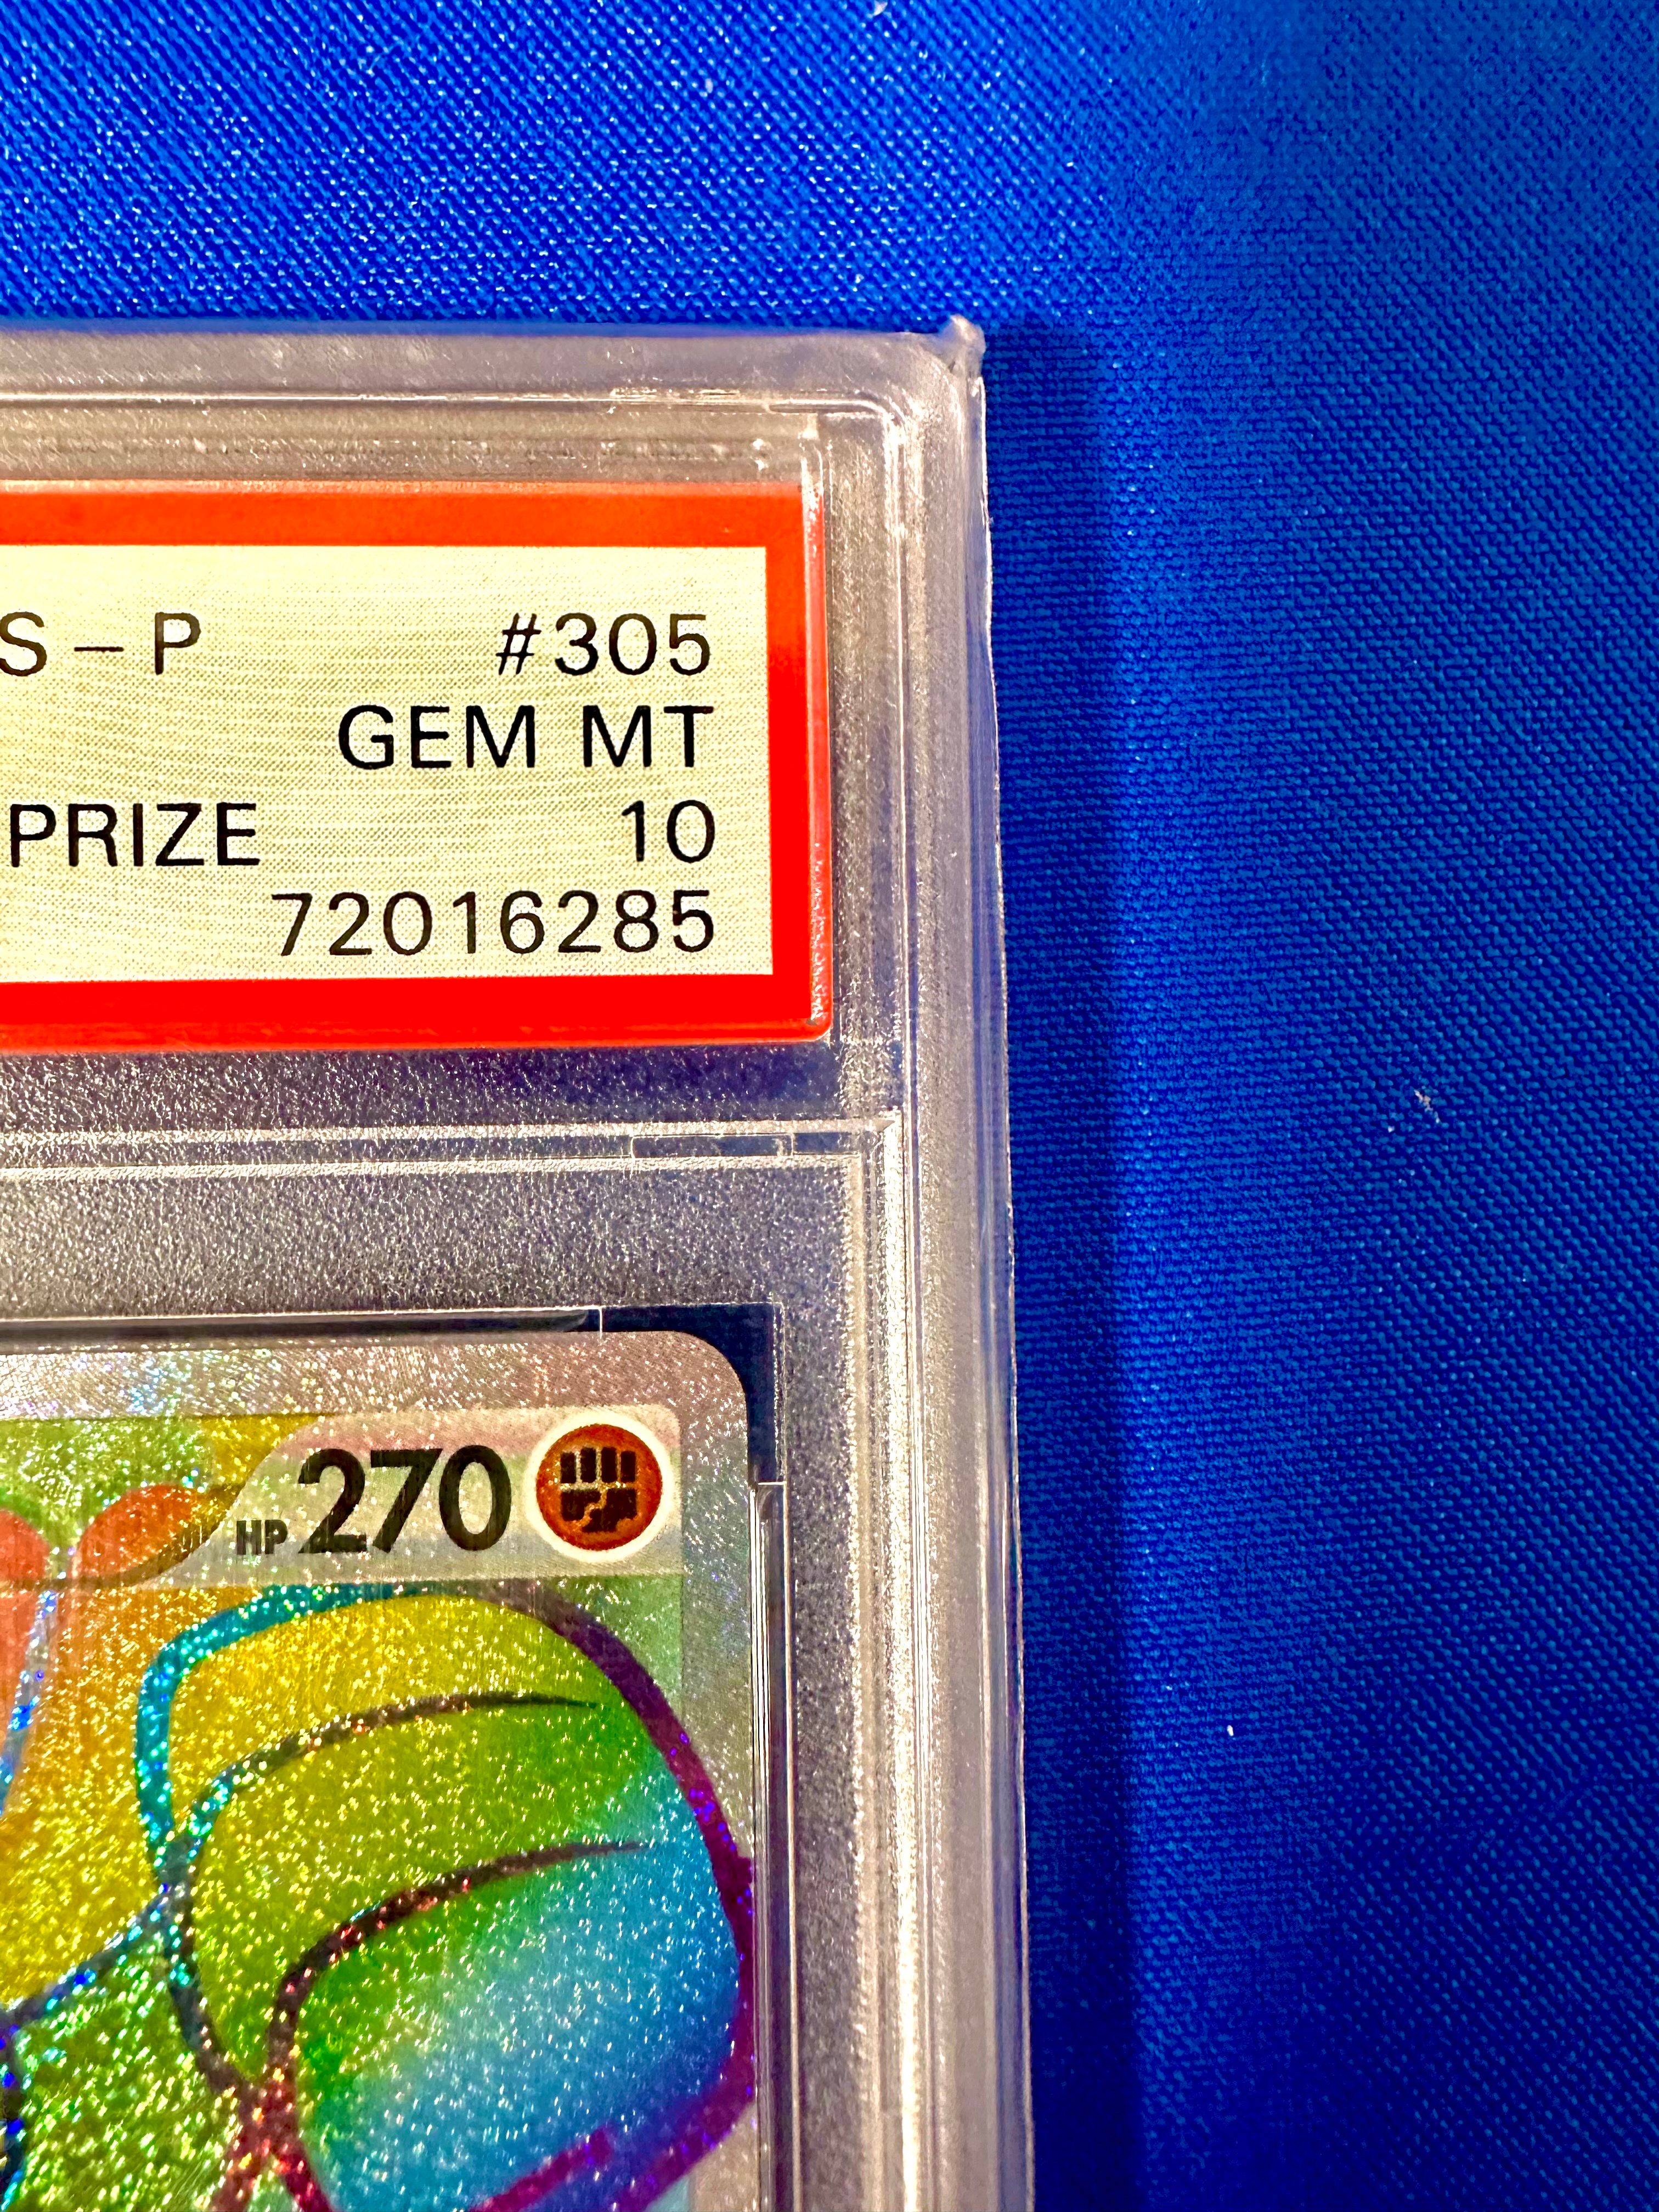 S-P #305
GEM MT
PRIZE 10
72016285
HP 270